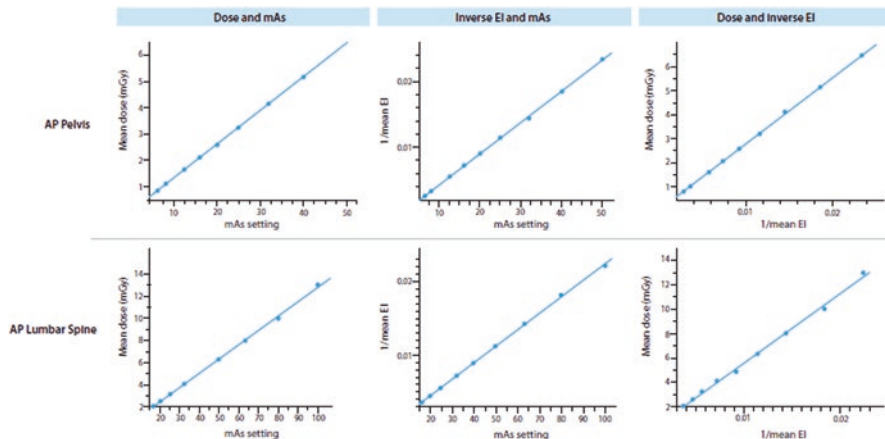 Dose and mAs
Inverse EI and mAs
Dose and Inverse EI
AP Pelvis
Mean dose (mGy)
6
5
4
3
2
1
10 20 30 40 50
mAs setting
1/mean EI
0.02
0.01
10 20 30 40 50
mAs setting
Mean dose (mGy)
6
5
4
3
2
1
0.01 0.02
1/mean EI
AP Lumbar Spine
Mean dose (mGy)
14
12
10
8
6
4
2
20 30 40 50 60 70 80 90 100
mAs setting
1/mean EI
0.02
0.01
20 30 40 50 60 70 80 90 100
mAs setting
Mean dose (mGy)
14
12
10
8
6
4
2
0.01 0.02
1/mean EI